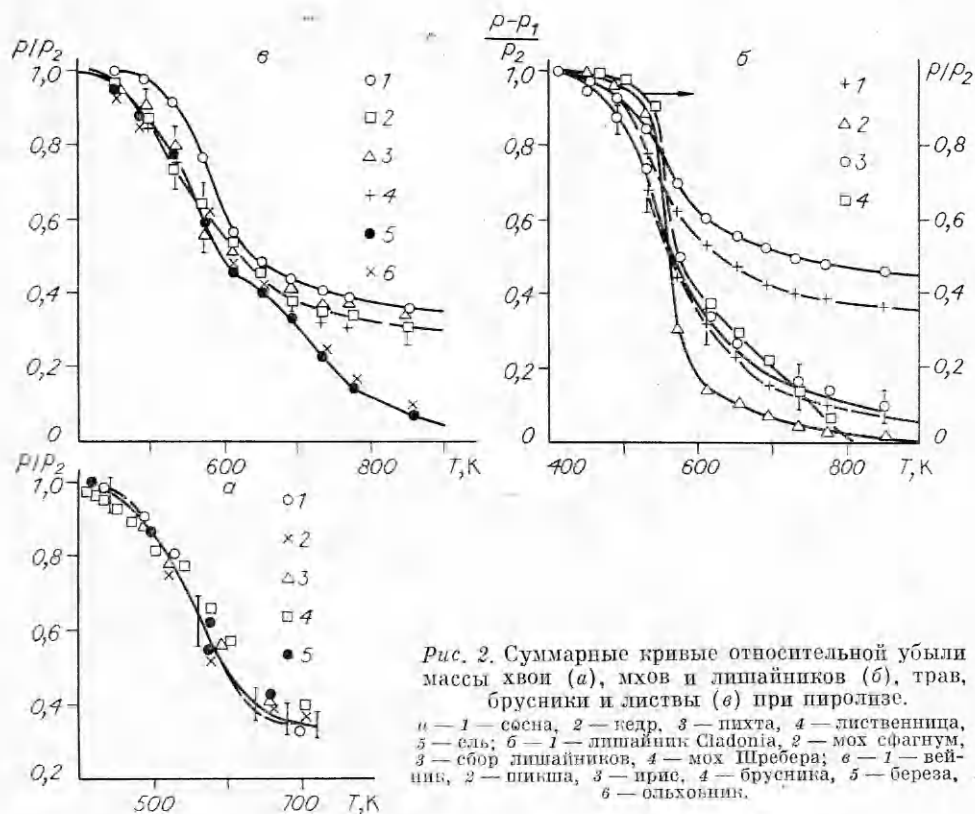 p/p₂
в
1,0
0,8
0,6
0,4
0,2
0
600
800 T,K
1
2
3
4
5
6
p-p₁
p₂
б
p/p₂
1,0
0,8
0,6
0,4
0,2
0
1,0
0,8
0,6
0,4
0,2
0
400
600
800
T,K
1
2
3
4
p/p₂
а
1,0
0,8
0,6
0,4
0,2
500
700 T,K
1
2
3
4
5
Рис. 2. Суммарные кривые относительной убыли
массы хвои (а), мхов и лишайников (б), трав,
брусники и листвы (в) при пиролизе.
а — 1 — сосна, 2 — кедр, 3 — пихта, 4 — лиственница,
5 — ель; б — 1 — лишайник Cladonia, 2 — мох сфагнум,
3 — сбор лишайников, 4 — мох Шребера; в — 1 — вей-
ник, 2 — шикша, 3 — ирис, 4 — брусника, 5 — береза,
6 — ольховник.